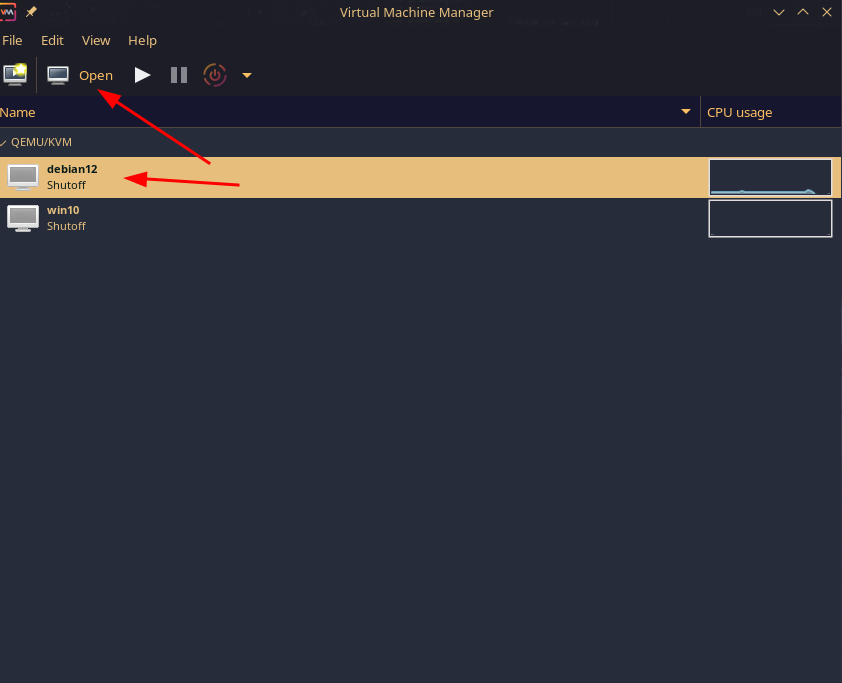 Virtual Machine Manager
File Edit View Help
Open
Name CPU usage
QEMU/KVM
debian12
Shutoff
win10
Shutoff